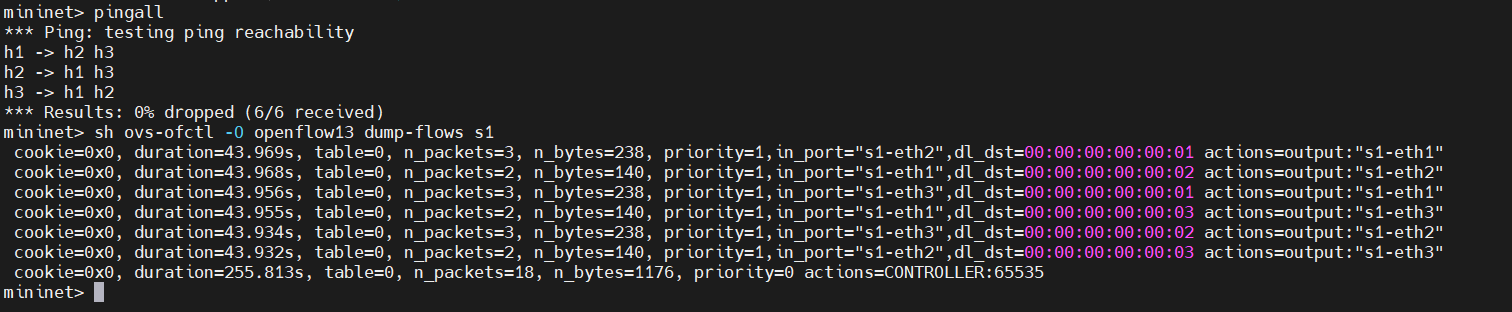 mininet> pingall
*** Ping: testing ping reachability
h1 -> h2 h3
h2 -> h1 h3
h3 -> h1 h2
*** Results: 0% dropped (6/6 received)
mininet> sh ovs-ofctl -O openflow13 dump-flows s1
 cookie=0x0, duration=43.969s, table=0, n_packets=3, n_bytes=238, priority=1,in_port="s1-eth2",dl_dst=00:00:00:00:00:01 actions=output:"s1-eth1"
 cookie=0x0, duration=43.968s, table=0, n_packets=2, n_bytes=140, priority=1,in_port="s1-eth1",dl_dst=00:00:00:00:00:02 actions=output:"s1-eth2"
 cookie=0x0, duration=43.956s, table=0, n_packets=3, n_bytes=238, priority=1,in_port="s1-eth3",dl_dst=00:00:00:00:00:01 actions=output:"s1-eth1"
 cookie=0x0, duration=43.955s, table=0, n_packets=2, n_bytes=140, priority=1,in_port="s1-eth1",dl_dst=00:00:00:00:00:03 actions=output:"s1-eth3"
 cookie=0x0, duration=43.934s, table=0, n_packets=3, n_bytes=238, priority=1,in_port="s1-eth3",dl_dst=00:00:00:00:00:02 actions=output:"s1-eth2"
 cookie=0x0, duration=43.932s, table=0, n_packets=2, n_bytes=140, priority=1,in_port="s1-eth2",dl_dst=00:00:00:00:00:03 actions=output:"s1-eth3"
 cookie=0x0, duration=255.813s, table=0, n_packets=18, n_bytes=1176, priority=0 actions=CONTROLLER:65535
mininet>